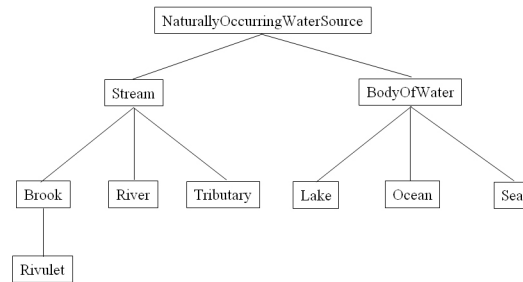 NaturallyOccurringWaterSource
Stream
BodyOfWater
Brook
River
Tributary
Lake
Ocean
Sea
Rivulet